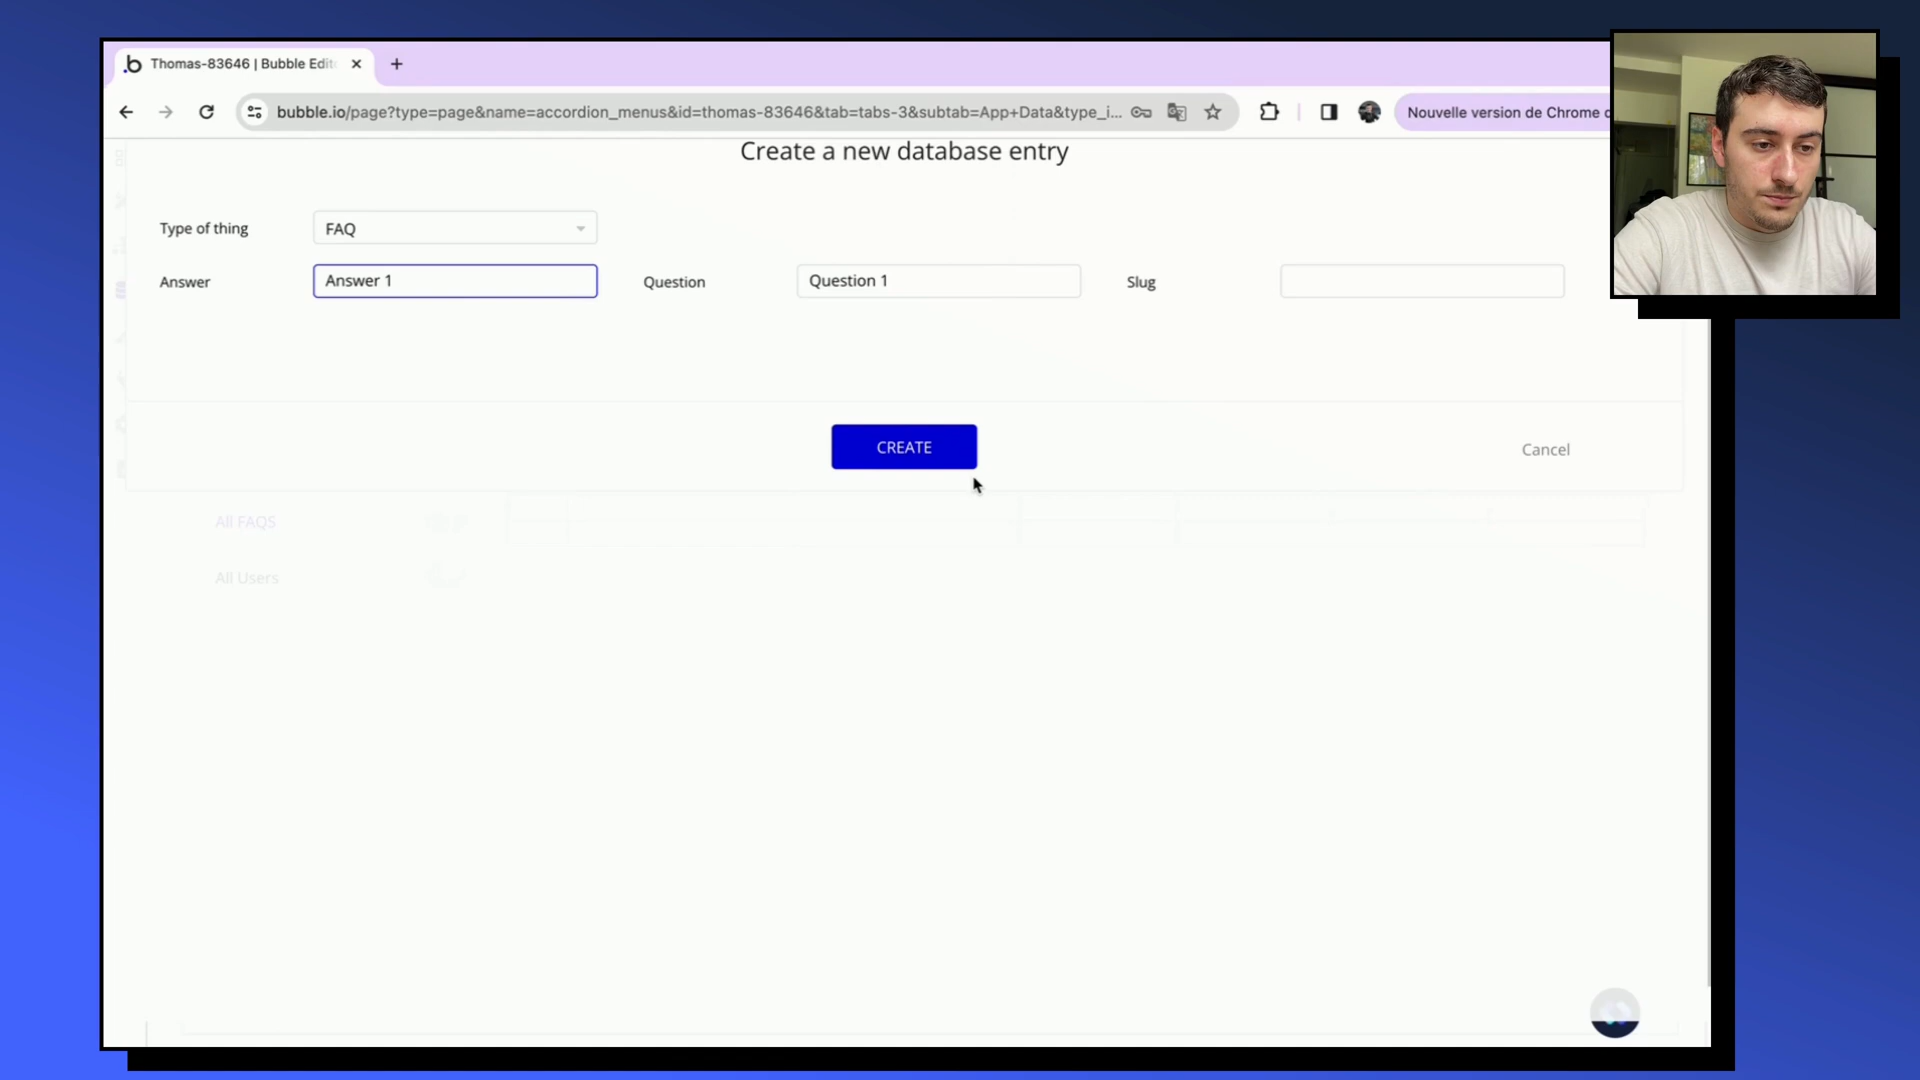 Thomas-83646 | Bubble Edit
bubble.io/page?type=page&name=accordion_menus&id=thomas-83646&tab=tabs-3&subtab=App+Data&type_i...
Nouvelle version de Chrome
Create a new database entry
Type of thing
FAQ
Answer
Answer 1
Question
Question 1
Slug
CREATE
Cancel
All FAQS
All Users